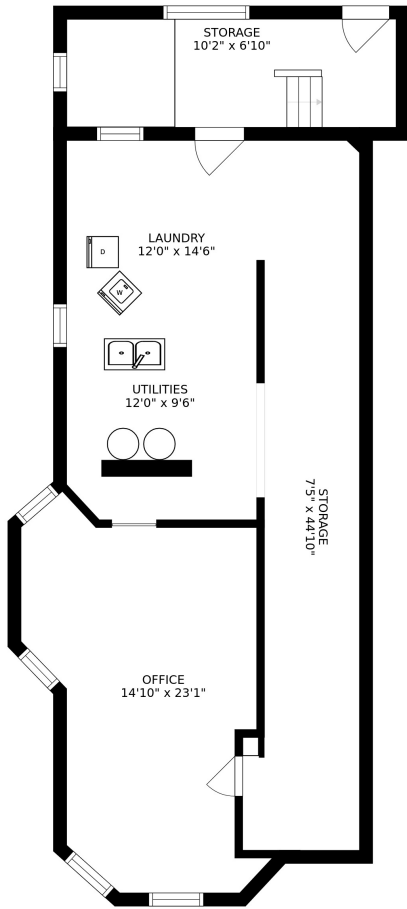 STORAGE
10'2" x 6'10"
LAUNDRY
12'0" x 14'6"
D
W
UTILITIES
12'0" x 9'6"
STORAGE
7'5" x 44'10"
OFFICE
14'10" x 23'1"